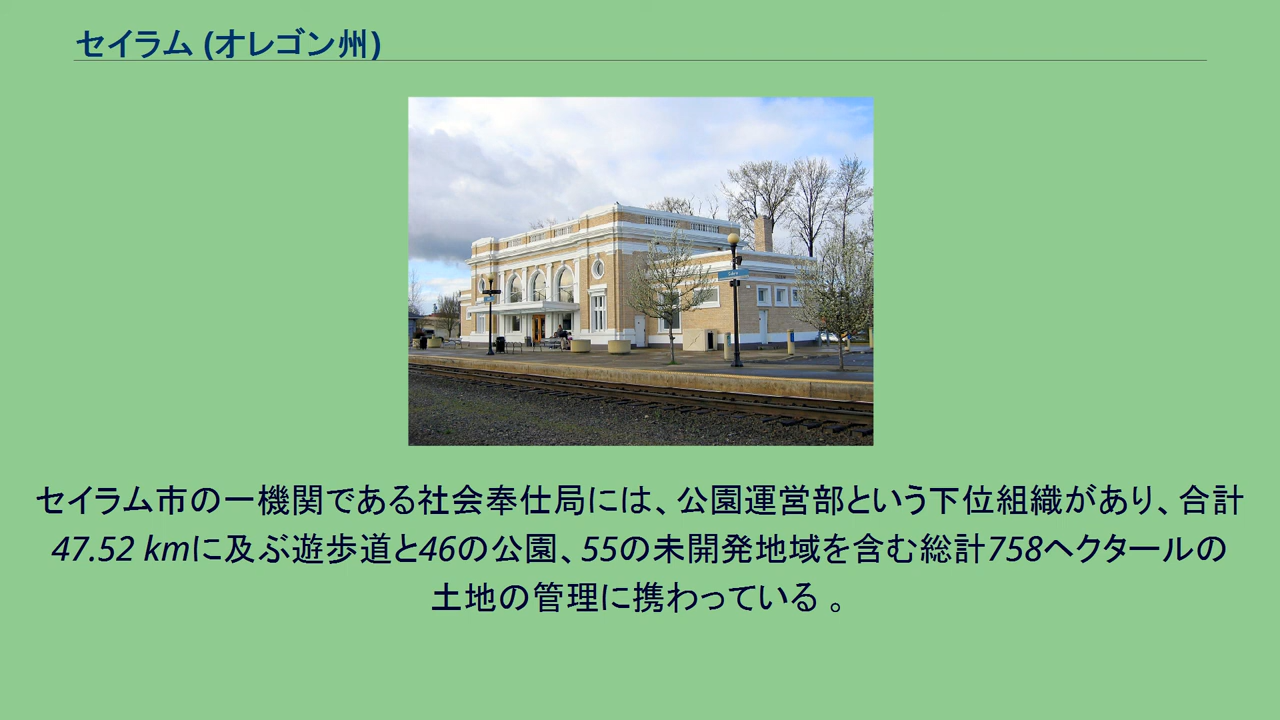 セイラム (オレゴン州)
セイラム市の一機関である社会奉仕局には、公園運営部という下位組織があり、合計
47.52 kmに及ぶ遊歩道と46の公園、55の未開発地域を含む総計758ヘクタールの
土地の管理に携わっている 。